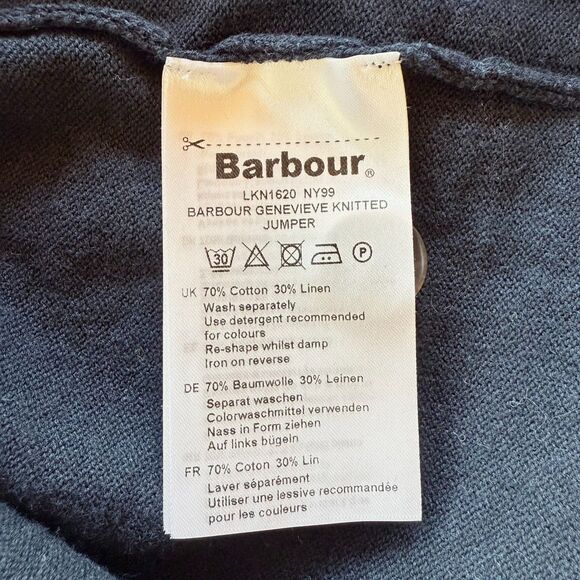 Barbour®
LKN1620 NY99
BARBOUR GENEVIEVE KNITTED
JUMPER
30 P
UK 70% Cotton 30% Linen
Wash separately
Use detergent recommended
for colours
Re-shape whilst damp
Iron on reverse
DE 70% Baumwolle 30% Leinen
Separat waschen
Colorwaschmittel verwenden
Nass in Form ziehen
Auf links bügeln
FR 70% Coton 30% Lin
Laver séparément
Utiliser une lessive recommandée
pour les couleurs